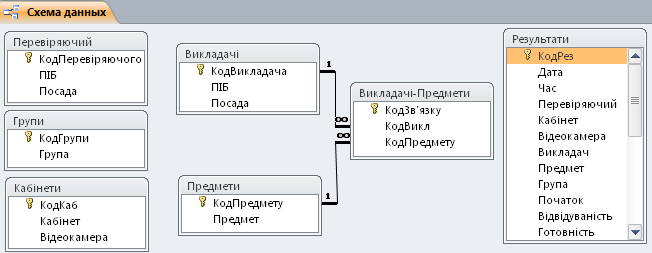 Схема данных
Перевіряючий
КодПеревіряючого
ПІБ
Посада
Групи
КодГрупи
Група
Кабінети
КодКаб
Кабінет
Відеокамера
Викладачі
КодВикладача
ПІБ
Посада
Предмети
КодПредмету
Предмет
1
∞
∞
1
Викладачі-Предмети
КодЗв'язку
КодВикл
КодПредмету
Результати
КодРез
Дата
Час
Перевіряючий
Кабінет
Відеокамера
Викладач
Предмет
Група
Початок
Відвідуваність
Готовність